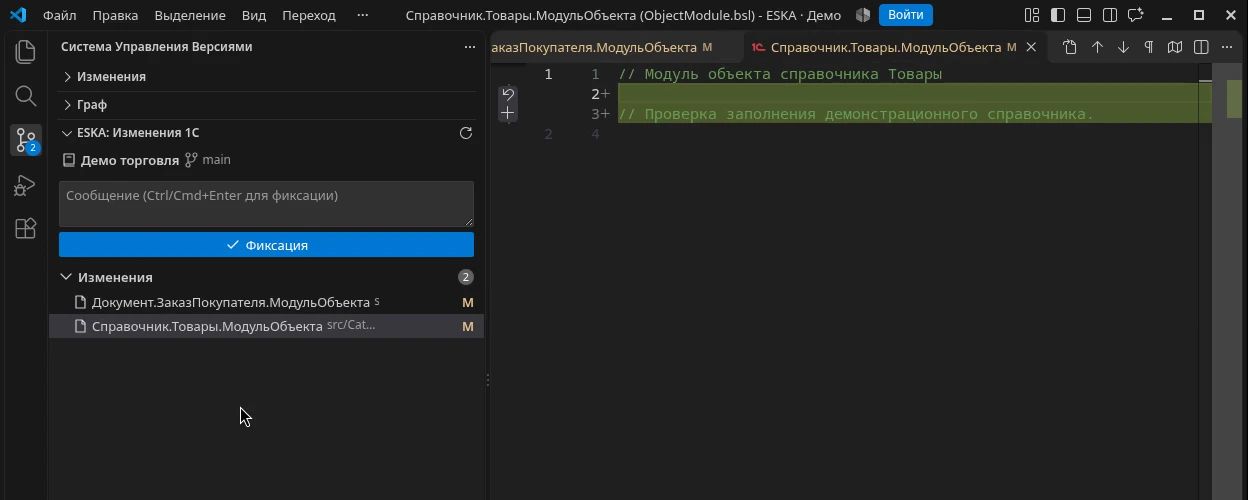 Файл Правка Выделение Вид Переход ··· Справочник.Товары.МодульОбъекта (ObjectModule.bsl) - ESKA: Демо Войти
Система Управления Версиями ···
аказПокупателя.МодульОбъекта M
1C Справочник.Товары.МодульОбъекта M
Изменения
Граф
ESKA: Изменения 1C
Демо торговля main
Сообщение (Ctrl/Cmd+Enter для фиксации)
Фиксация
Изменения 2
Документ.ЗаказПокупателя.МодульОбъекта s M
Справочник.Товары.МодульОбъекта src/Cat... M
2
1 1 // Модуль объекта справочника Товары
2+
3+ // Проверка заполнения демонстрационного справочника.
2 4